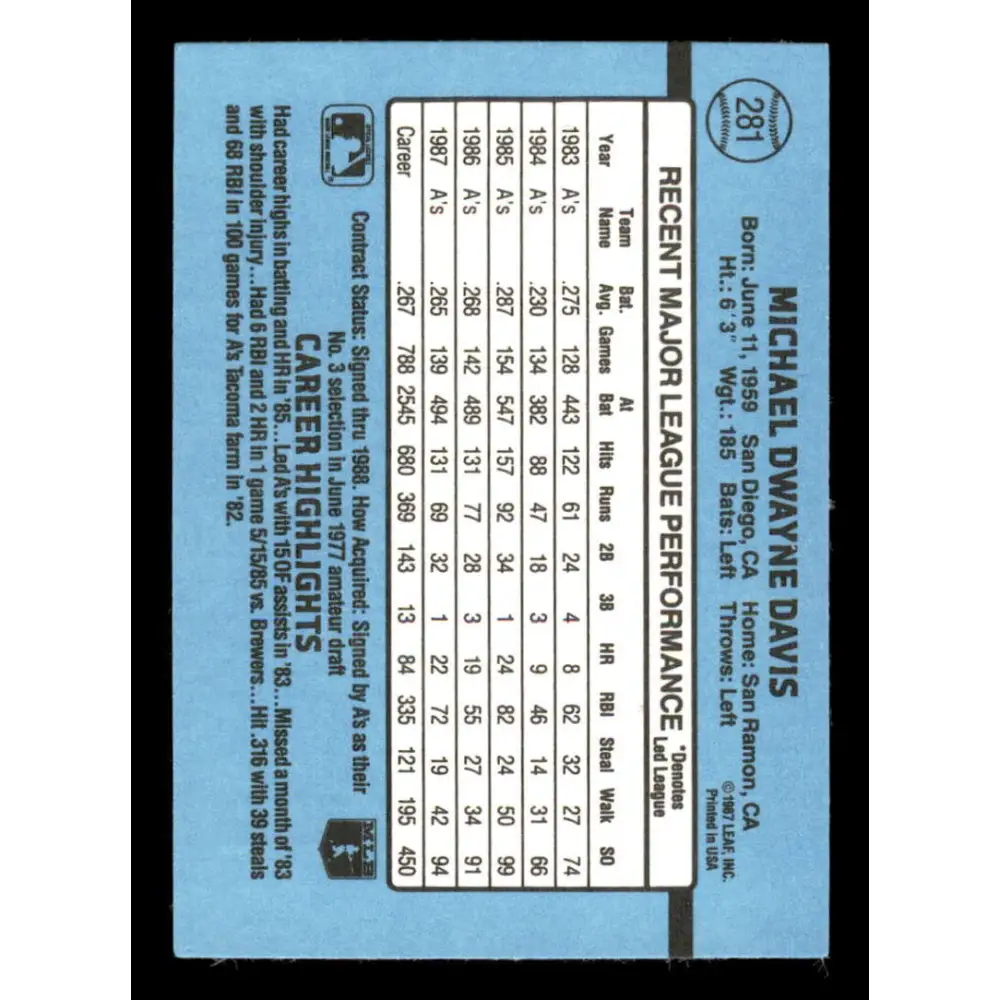 281
MICHAEL DWAYNE DAVIS
Born: June 11, 1959 San Diego, CA Home: San Ramon, CA
Ht.: 6'3" Wgt.: 185 Bats: Left Throws: Left
©1987 LEAF, INC.
Printed in USA
RECENT MAJOR LEAGUE PERFORMANCE *Denotes Led League
Year Team Name Bat. Avg. Games At Bat Hits Runs 2B 3B HR RBI Steal Walk SO
1983 A's .275 128 443 122 61 24 4 8 62 32 27 74
1984 A's .230 134 382 88 47 18 3 9 46 14 31 66
1985 A's .287 154 547 157 92 34 1 24 82 24 50 99
1986 A's .268 142 489 131 77 28 3 19 55 27 34 91
1987 A's .265 139 494 131 69 32 1 22 72 19 42 94
Career .267 788 2545 680 369 143 13 84 335 121 195 450
Contract Status: Signed thru 1988. How Acquired: Signed by A's as their
No. 3 selection in June 1977 amateur draft
MLB
CAREER HIGHLIGHTS
Had career highs in batting and HR in '85...Led A's with 15 OF assists in '83...Missed a month of '83
with shoulder injury...Had 6 RBI and 2 HR in 1 game 5/15/85 vs. Brewers...Hit .316 with 39 steals
and 68 RBI in 100 games for A's Tacoma farm in '82.